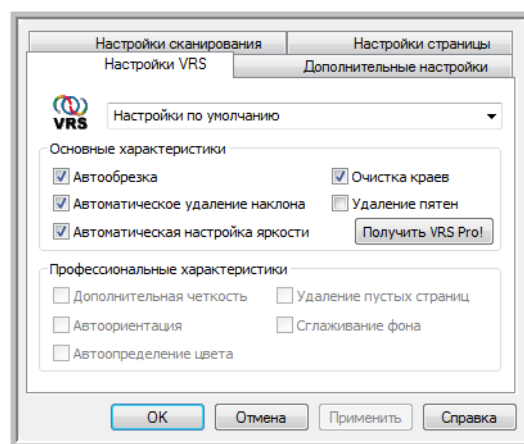 Настройки сканирования Настройки страницы
Настройки VRS Дополнительные настройки
VRS Настройки по умолчанию
Основные характеристики
Автообрезка Очистка краев
Автоматическое удаление наклона Удаление пятен
Автоматическая настройка яркости Получить VRS Pro!
Профессиональные характеристики
Дополнительная четкость Удаление пустых страниц
Автоориентация Сглаживание фона
Автоопределение цвета
OK Отмена Применить Справка